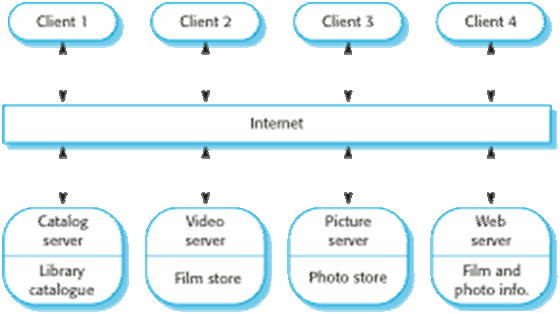 Client 1
Client 2
Client 3
Client 4
Internet
Catalog
server
Library
catalogue
Video
server
Film store
Picture
server
Photo store
Web
server
Film and
photo info.